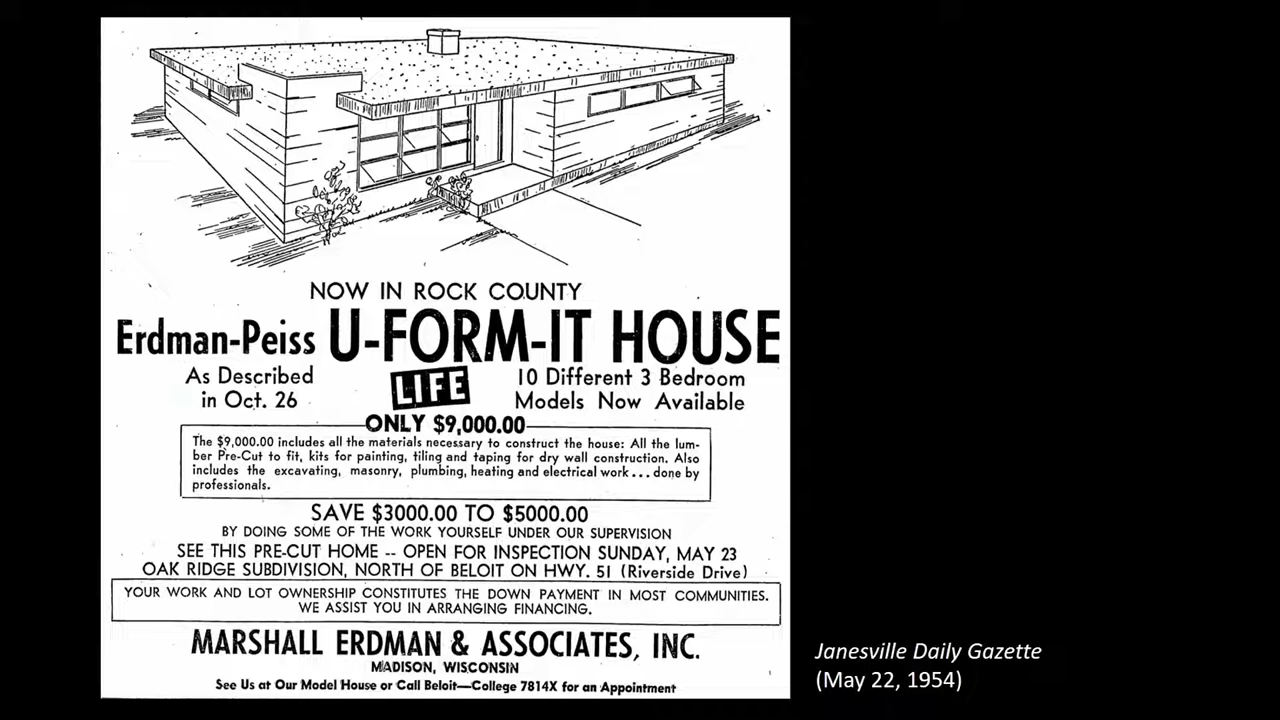 NOW IN ROCK COUNTY
Erdman-Peiss U-FORM-IT HOUSE
As Described
in Oct. 26
LIFE
10 Different 3 Bedroom
Models Now Available
ONLY $9,000.00
The $9,000.00 includes all the materials necessary to construct the house: All the lum-
ber Pre-Cut to fit, kits for painting, tiling and taping for dry wall construction. Also
includes the excavating, masonry, plumbing, heating and electrical work...done by
professionals.
SAVE $3000.00 TO $5000.00
BY DOING SOME OF THE WORK YOURSELF UNDER OUR SUPERVISION
SEE THIS PRE-CUT HOME -- OPEN FOR INSPECTION SUNDAY, MAY 23
OAK RIDGE SUBDIVISION, NORTH OF BELOIT ON HWY. 51 (Riverside Drive)
YOUR WORK AND LOT OWNERSHIP CONSTITUTES THE DOWN PAYMENT IN MOST COMMUNITIES.
WE ASSIST YOU IN ARRANGING FINANCING.
MARSHALL ERDMAN & ASSOCIATES, INC.
MADISON, WISCONSIN
See Us at Our Model House or Call Beloit—College 7814X for an Appointment
Janesville Daily Gazette
(May 22, 1954)